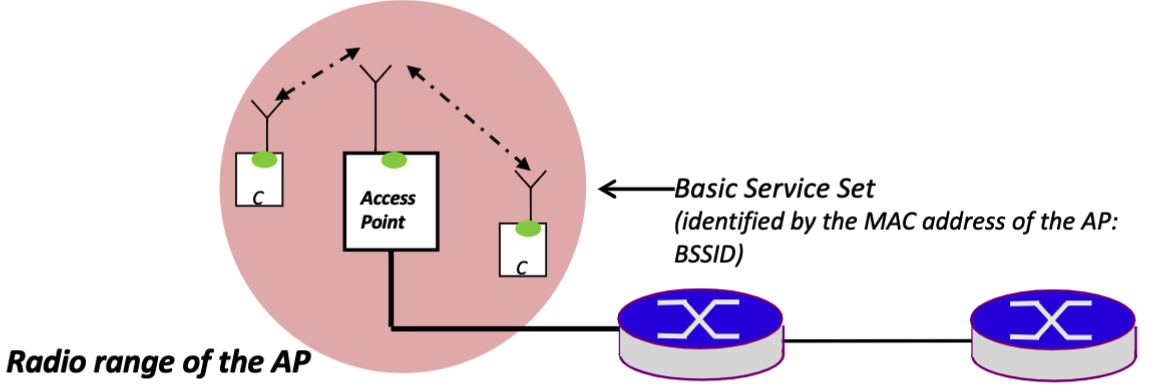 C
Access
Point
C
Basic Service Set
(identified by the MAC address of the AP:
BSSID)
Radio range of the AP